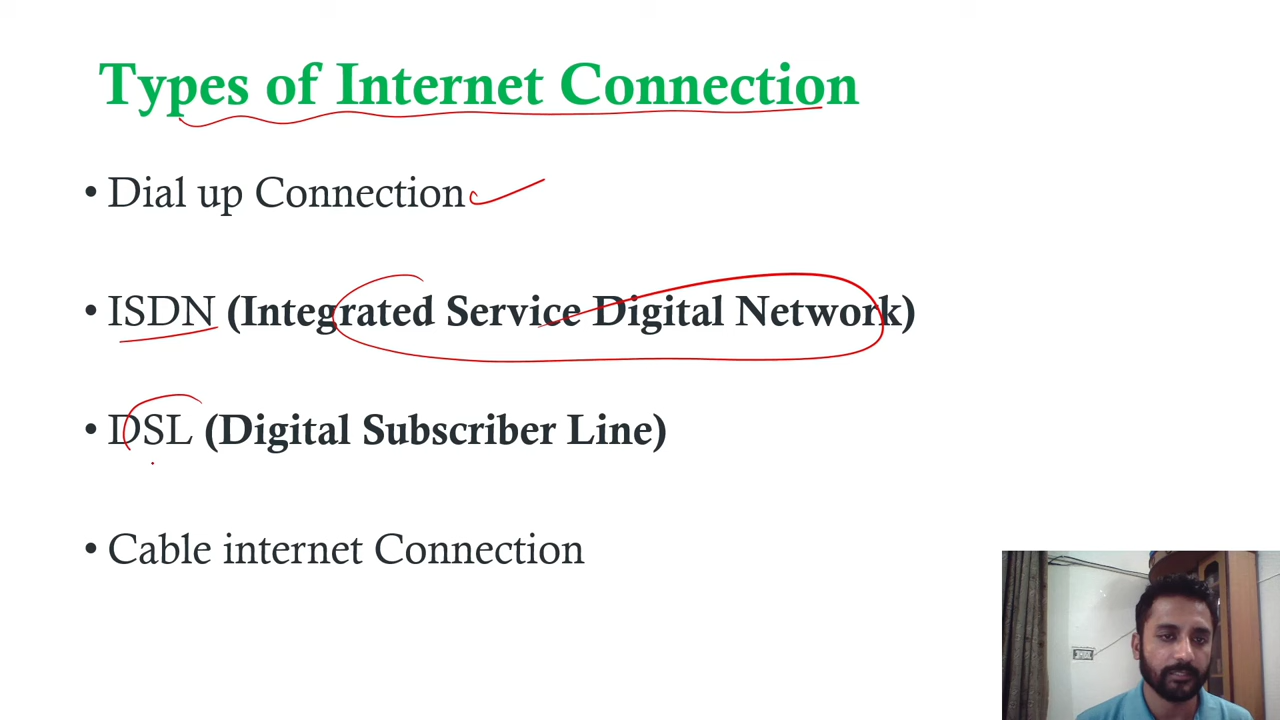 Types of Internet Connection
• Dial up Connection
• ISDN (Integrated Service Digital Network)
• DSL (Digital Subscriber Line)
• Cable internet Connection